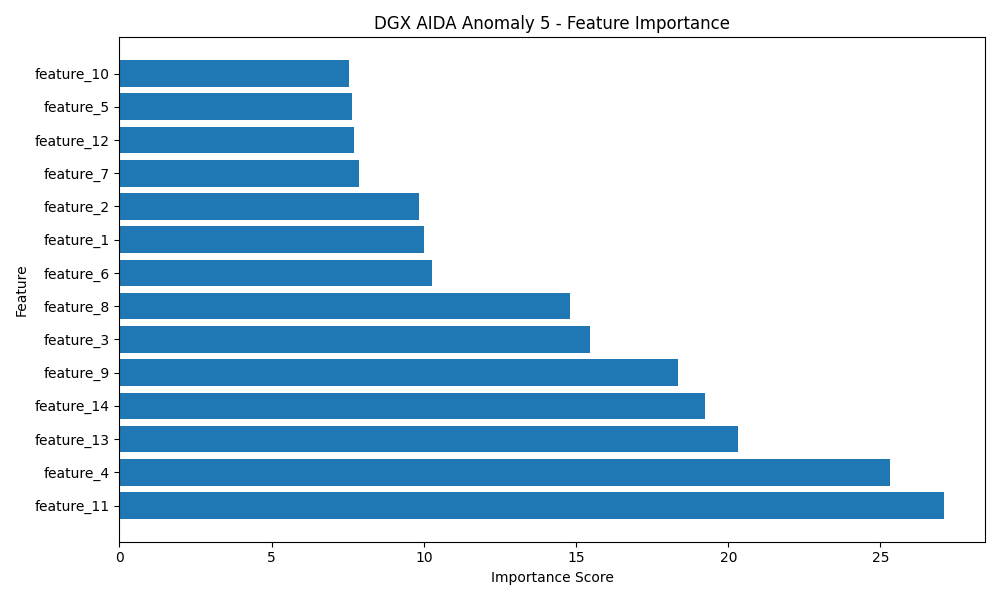 DGX AIDA Anomaly 5 - Feature Importance
feature_10
feature_5
feature_12
feature_7
feature_2
feature_1
feature_6
feature_8
feature_3
feature_9
feature_14
feature_13
feature_4
feature_11
Feature
0 5 10 15 20 25
Importance Score